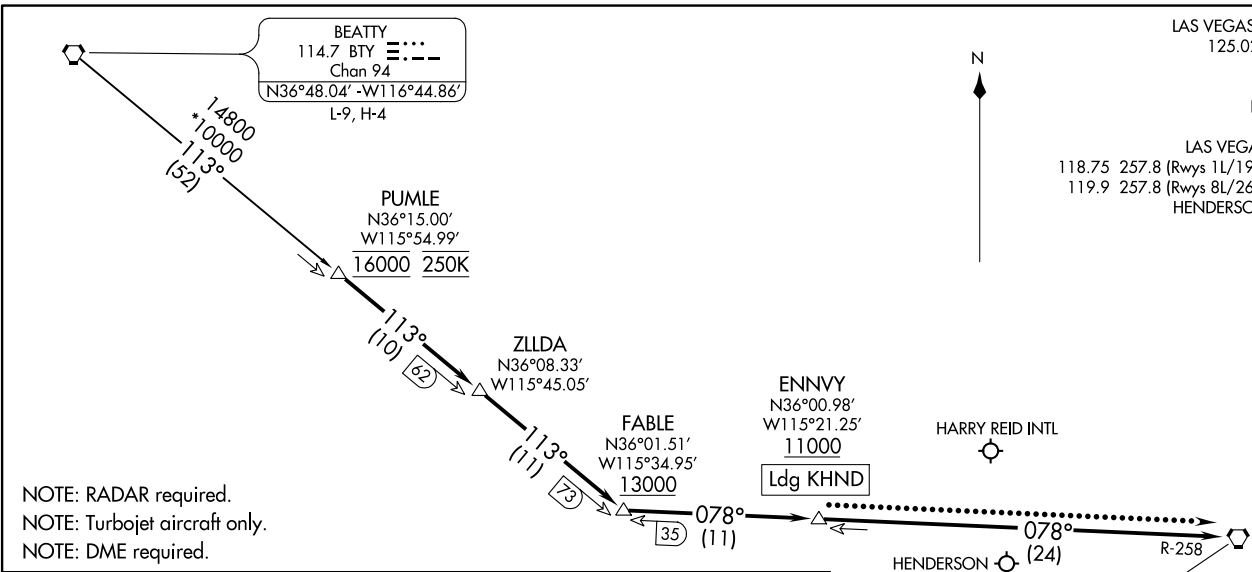 BEATTY
114.7 BTY
Chan 94
N36°48.04' -W116°44.86'
L-9, H-4
14800
*10000
113°
(52)
PUMLE
N36°15.00'
W115°54.99'
16000 250K
113°
(10)
62
ZLLDA
N36°08.33'
W115°45.05'
113°
(11)
73
FABLE
N36°01.51'
W115°34.95'
13000
35
078°
(11)
ENNVY
N36°00.98'
W115°21.25'
11000
Ldg KHND
078°
(24)
R-258
HARRY REID INTL
HENDERSON
N
LAS VEGAS
125.0
LAS VEGA
118.75 257.8 (Rwys 1L/19
119.9 257.8 (Rwys 8L/26
HENDERSO
NOTE: RADAR required.
NOTE: Turbojet aircraft only.
NOTE: DME required.